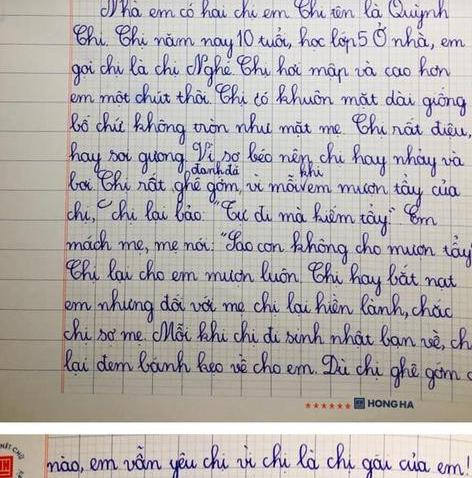 Nhà em có hai chị em. Chị tên là Quỳnh
Chi. Chị năm nay 10 tuổi, học lớp 5. Ở nhà, em
gọi chị là chị Nghé. Chị hơi mập và cao hơn
em một chút thôi. Chị có khuôn mặt dài giống
bố chứ không tròn như mặt mẹ. Chị rất điệu,
hay soi gương. Vì sợ béo nên chị hay nhảy và
bơi. Chị rất ghê gớm, đanh đá vì mỗi khi em mượn tẩy của
chị, chị lại bảo: "Tự đi mà kiếm tẩy". Em
mách mẹ, mẹ nói: "Sao con không cho mượn tẩy
Chị lại cho em mượn luôn. Chị hay bắt nạt
em nhưng đối với mẹ chị lại hiền lành, chắc
chị sợ mẹ. Mỗi khi chị đi sinh nhật bạn về, ch
lại đem bánh kẹo về cho em. Dù chị ghê gớm
HONG HA
nào, em vẫn yêu chị vì chị là chị gái của em!